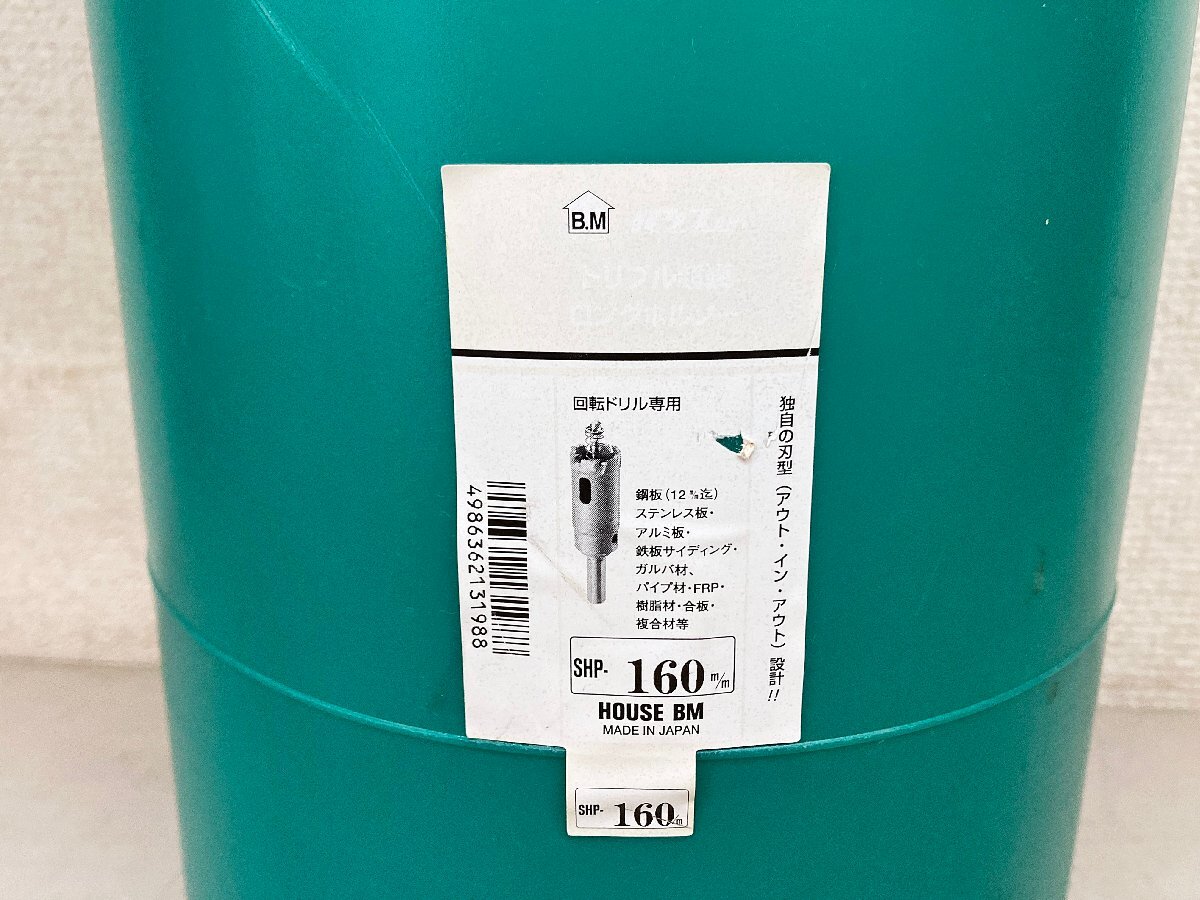 B.M
回転ドリル専用
鋼板(12㎜迄)
ステンレス板・
アルミ板・
鉄板サイディング・
ガルバ材、
パイプ材・FRP・
樹脂材・合板・
複合材等
独自の刃型(アウト・イン・アウト)設計!!
4986362131988
SHP- 160 m/m
HOUSE BM
MADE IN JAPAN
SHP- 160 m/m